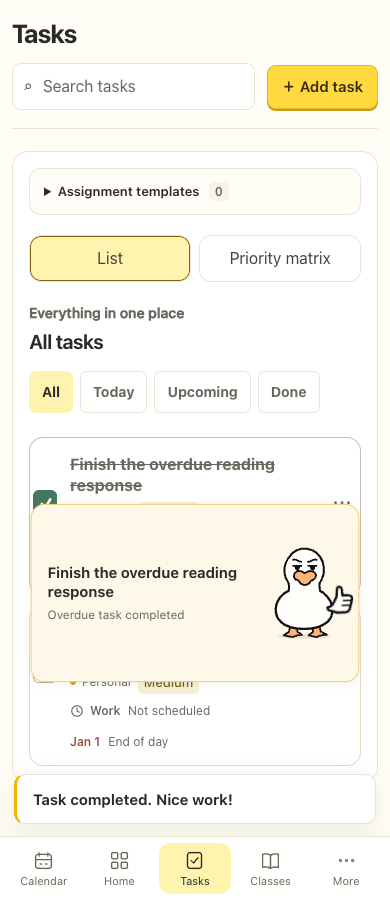 Tasks
Search tasks
+ Add task
Assignment templates 0
List
Priority matrix
Everything in one place
All tasks
All
Today
Upcoming
Done
Finish the overdue reading
response
Finish the overdue reading
response
Overdue task completed
Personal Medium
Work Not scheduled
Jan 1 End of day
Task completed. Nice work!
Calendar
Home
Tasks
Classes
More